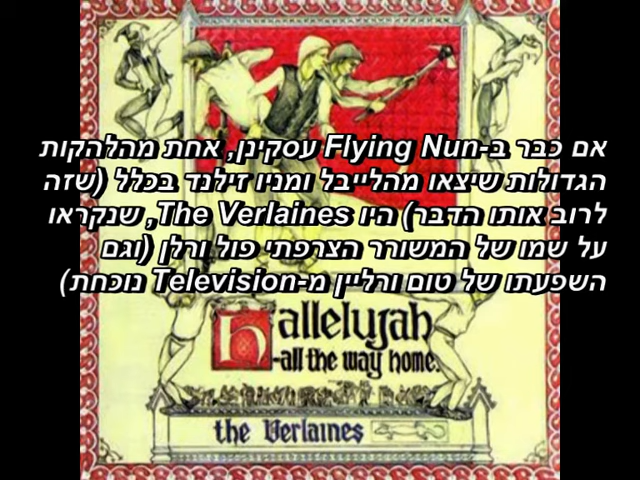 אם כבר ב-Flying Nun עסקינן, אחת מהלהקות
הגדולות שיצאו מהלייבל ומניו זילנד בכלל (שזה
לרוב אותו הדבר) היו The Verlaines, שנקראו
על שמו של המשורר הצרפתי פול ורלן (וגם
השפעתו של טום ורליין מ-Television נוכחת)
Hallelujah
-all the way home.
the Verlaines